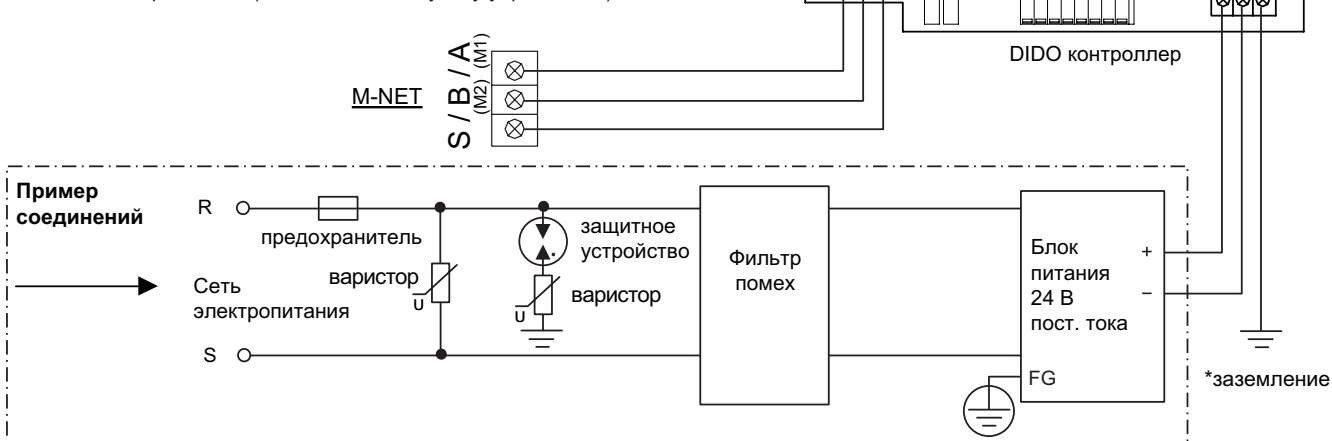 DIDO контроллер
S / B / A
(M2) (M1)
M-NET
Пример
соединений
R
предохранитель
защитное
устройство
варистор
U
варистор
U
Сеть
электропитания
S
Фильтр
помех
Блок
питания
24 В
пост. тока
+
−
FG
*заземление